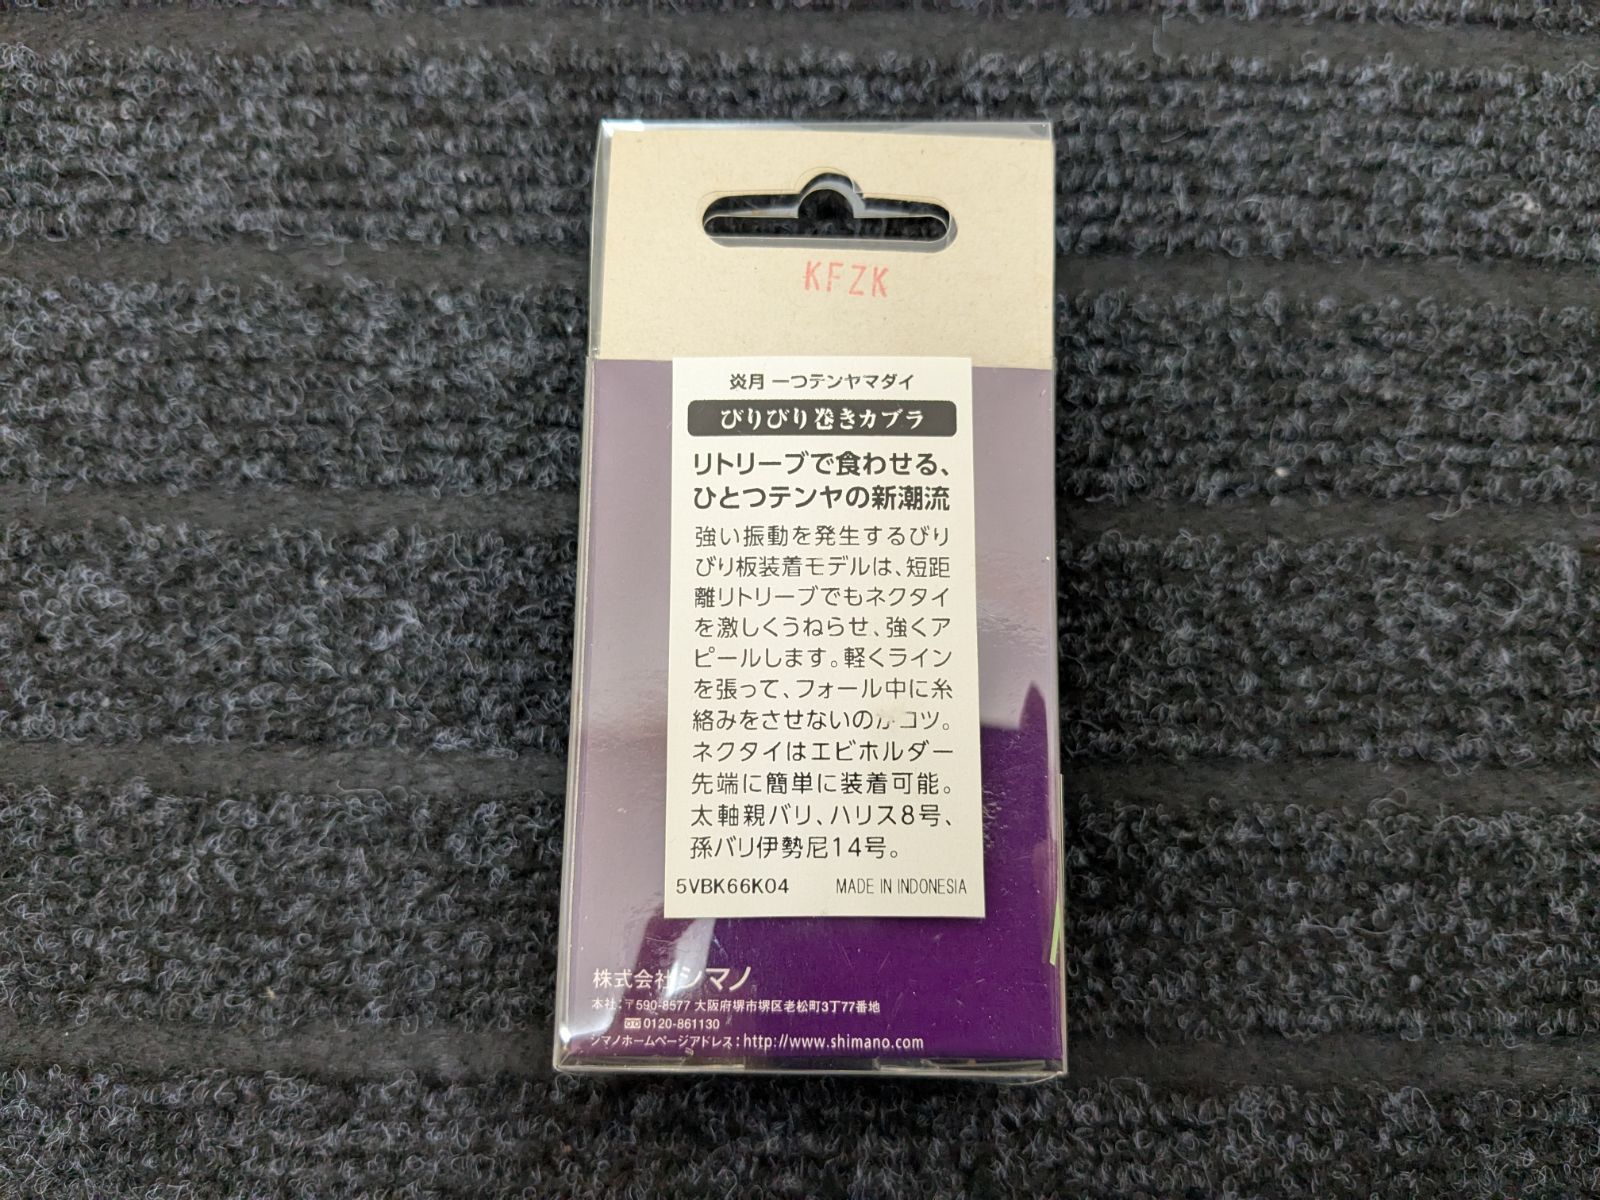 KFZK
炎月 一つテンヤマダイ
びりびり巻きカブラ
リトリーブで食わせる、
ひとつテンヤの新潮流
強い振動を発生するびり
びり板装着モデルは、短距
離リトリーブでもネクタイ
を激しくうねらせ、強くア
ピールします。軽くライン
を張って、フォール中に糸
絡みをさせないのがコツ。
ネクタイはエビホルダー
先端に簡単に装着可能。
太軸親バリ、ハリス8号、
孫バリ伊勢尼14号。
5VBK66K04 MADE IN INDONESIA
株式会社シマノ
本社:〒590-8577 大阪府堺市堺区老松町3丁77番地
0120-861130
シマノホームページアドレス:http://www.shimano.com